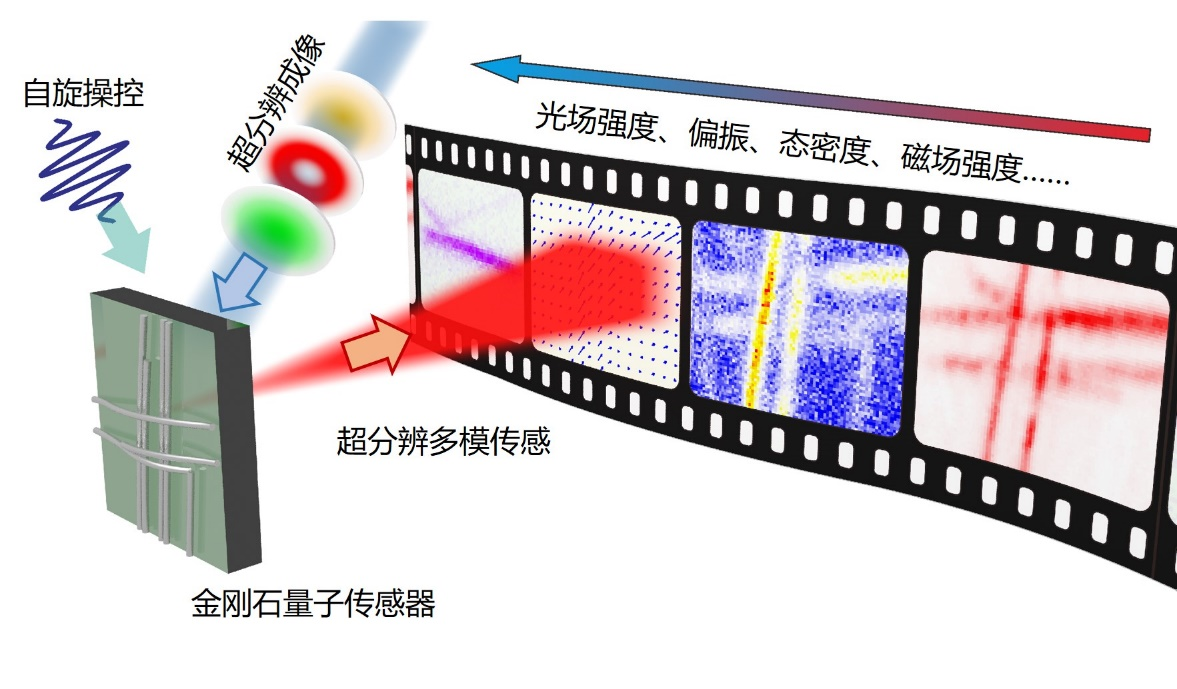 自旋操控
超分辨成像
光场强度、偏振、态密度、磁场强度......
超分辨多模传感
金刚石量子传感器